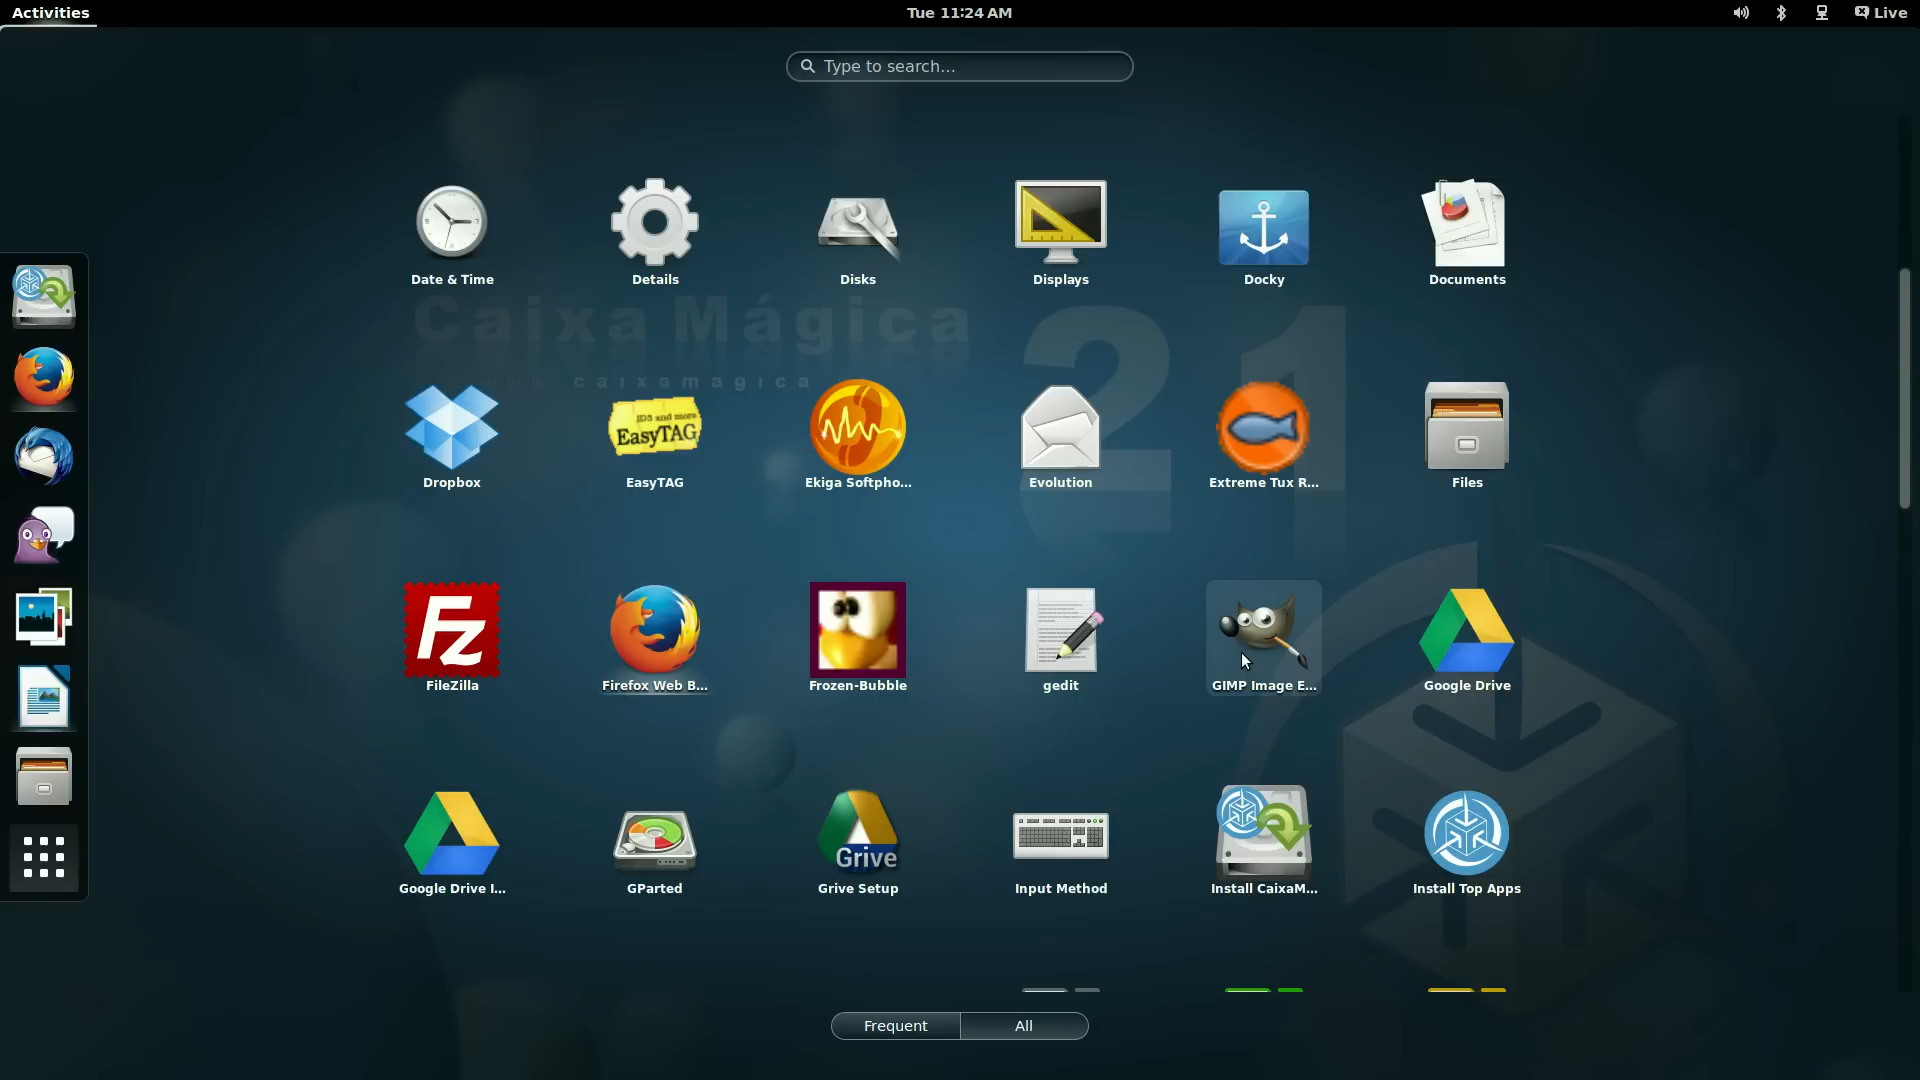 Activities
Tue 11:24 AM
Live
Type to search...
Date & Time
Details
Disks
Displays
Docky
Documents
Caixa Mágica 21
www caixamagica
ID3 and more
EasyTAG
Dropbox
EasyTAG
Ekiga Softpho...
Evolution
Extreme Tux R...
Files
Fz
FileZilla
Firefox Web B...
Frozen-Bubble
gedit
GIMP Image E...
Google Drive
Grive
Google Drive I...
GParted
Grive Setup
Input Method
Install CaixaM...
Install Top Apps
Frequent
All